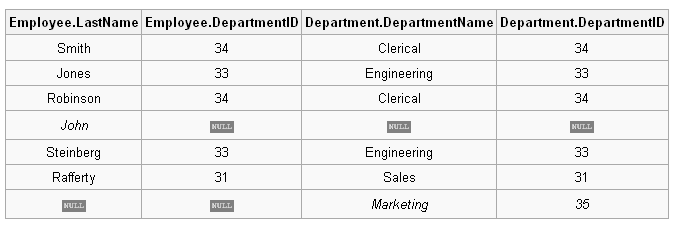 Employee.LastName Employee.DepartmentID Department.DepartmentName Department.DepartmentID
Smith 34 Clerical 34
Jones 33 Engineering 33
Robinson 34 Clerical 34
John NULL NULL NULL
Steinberg 33 Engineering 33
Rafferty 31 Sales 31
NULL NULL Marketing 35